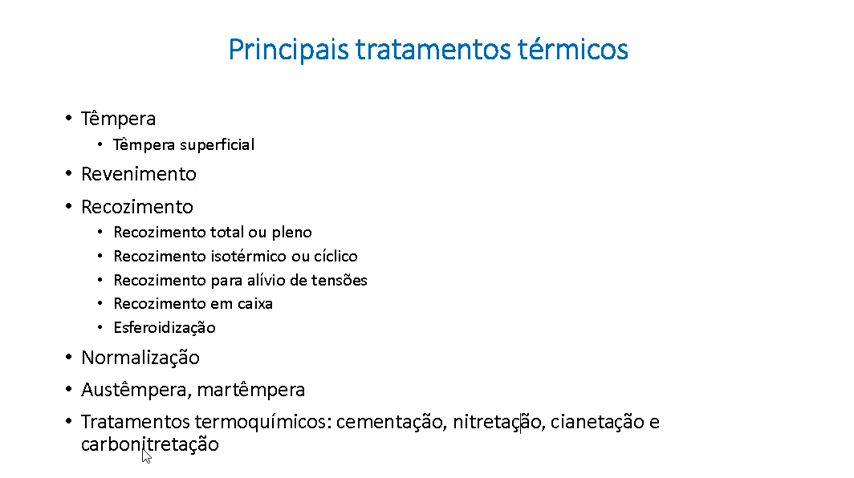 Principais tratamentos térmicos
• Têmpera
• Têmpera superficial
• Revenimento
• Recozimento
• Recozimento total ou pleno
• Recozimento isotérmico ou cíclico
• Recozimento para alívio de tensões
• Recozimento em caixa
• Esferoidização
• Normalização
• Austêmpera, martêmpera
• Tratamentos termoquímicos: cementação, nitretação, cianetação e
carbonitretação